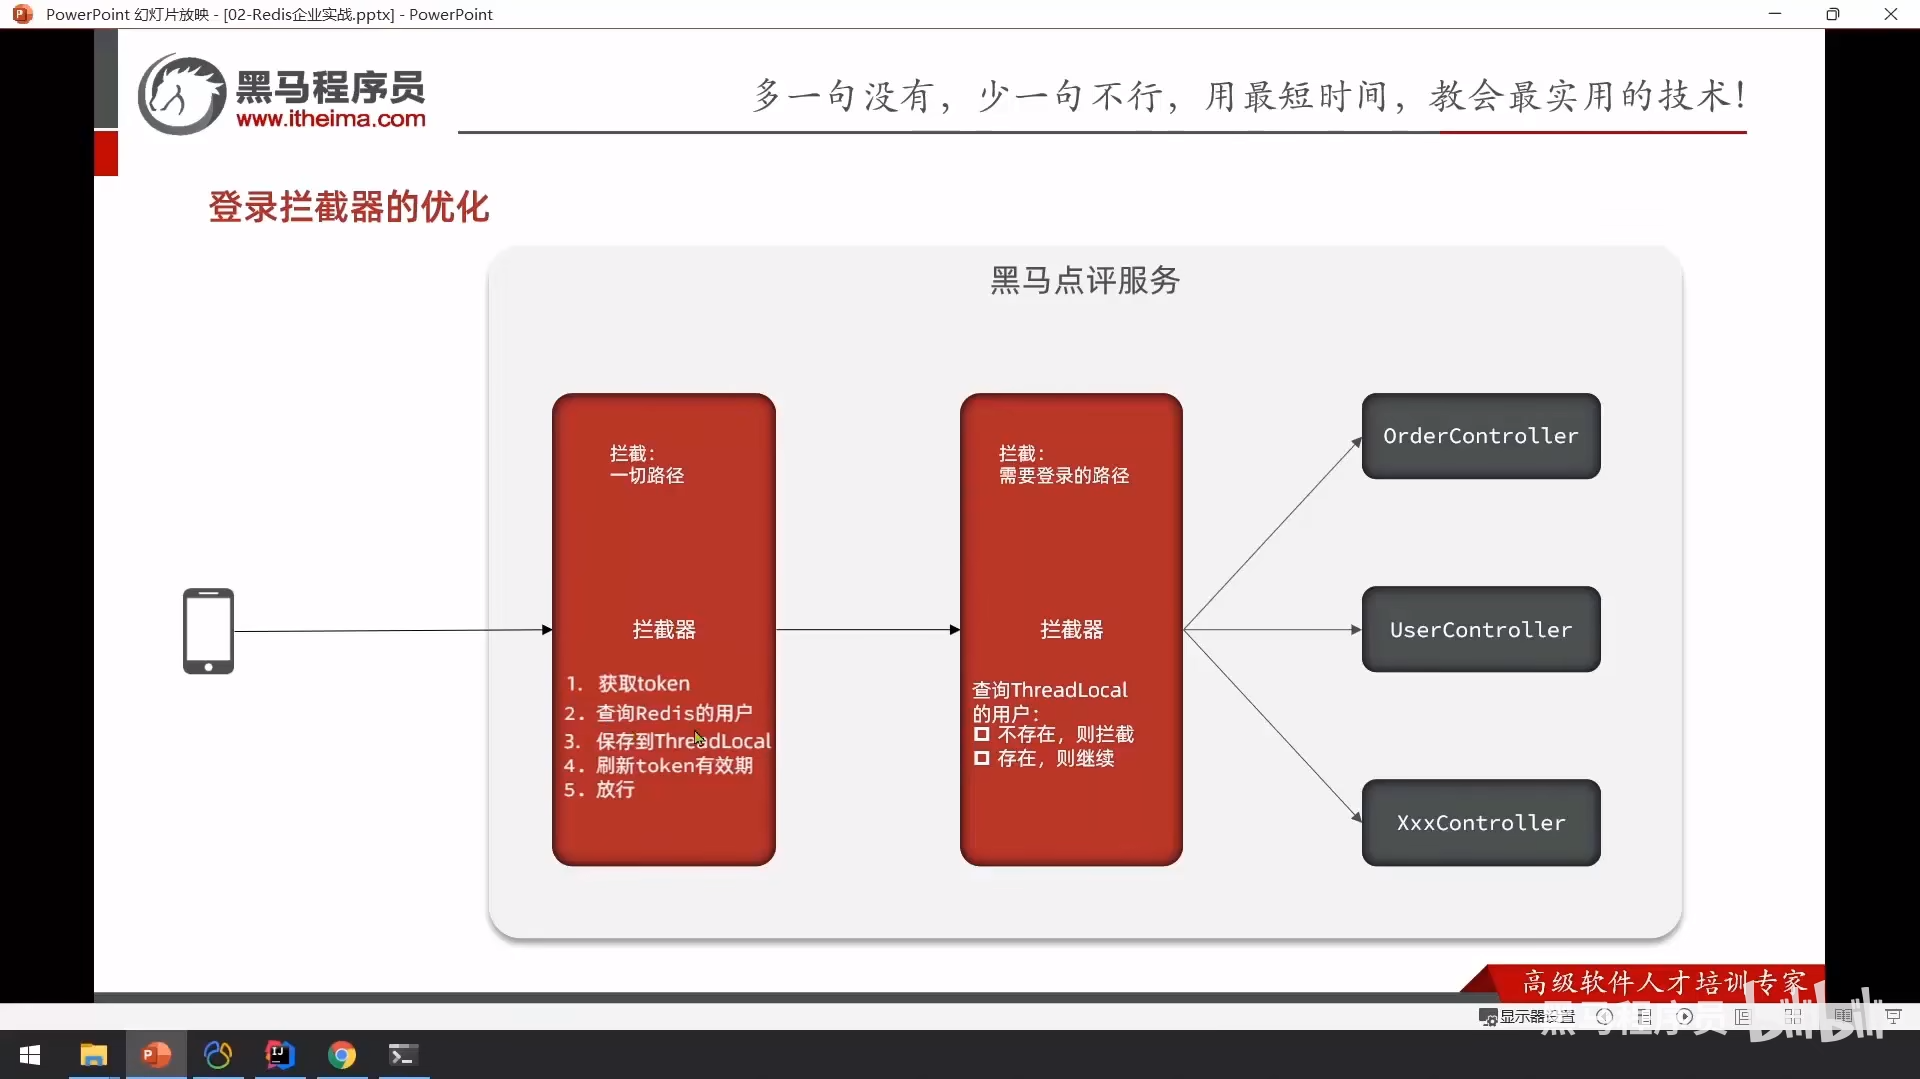 PowerPoint 幻灯片放映 - [02-Redis企业实战.pptx] - PowerPoint
黑马程序员
www.itheima.com
多一句没有，少一句不行，用最短时间，教会最实用的技术！
登录拦截器的优化
黑马点评服务
拦截：
一切路径
拦截器
1. 获取token
2. 查询Redis的用户
3. 保存到ThreadLocal
4. 刷新token有效期
5. 放行
拦截：
需要登录的路径
拦截器
查询ThreadLocal
的用户：
不存在，则拦截
存在，则继续
OrderController
UserController
XxxController
高级软件人才培训专家
显示器设置
黑马程序员
bilibili